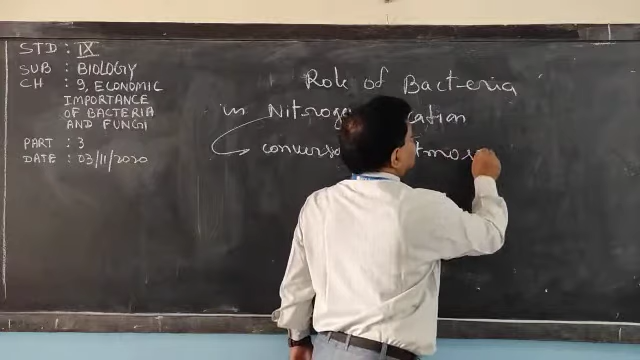 STD : IX
SUB : BIOLOGY
CH : 9, ECONOMIC
IMPORTANCE
OF BACTERIA
AND FUNGI
PART : 3
DATE : 03/11/2020
Role of Bacteria
in